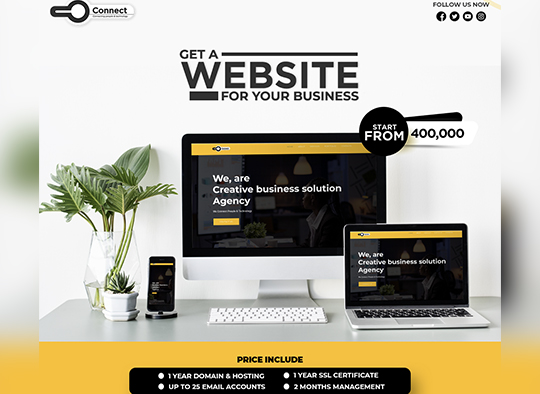 Connect
FOLLOW US NOW
GET A
WEBSITE
FOR YOUR BUSINESS
START
FROM 400,000
We, are
Creative business solution
Agency
We, are
Creative business solution
Agency
PRICE INCLUDE
1 YEAR DOMAIN & HOSTING
1 YEAR SSL CERTIFICATE
UP TO 25 EMAIL ACCOUNTS
2 MONTHS MANAGEMENT